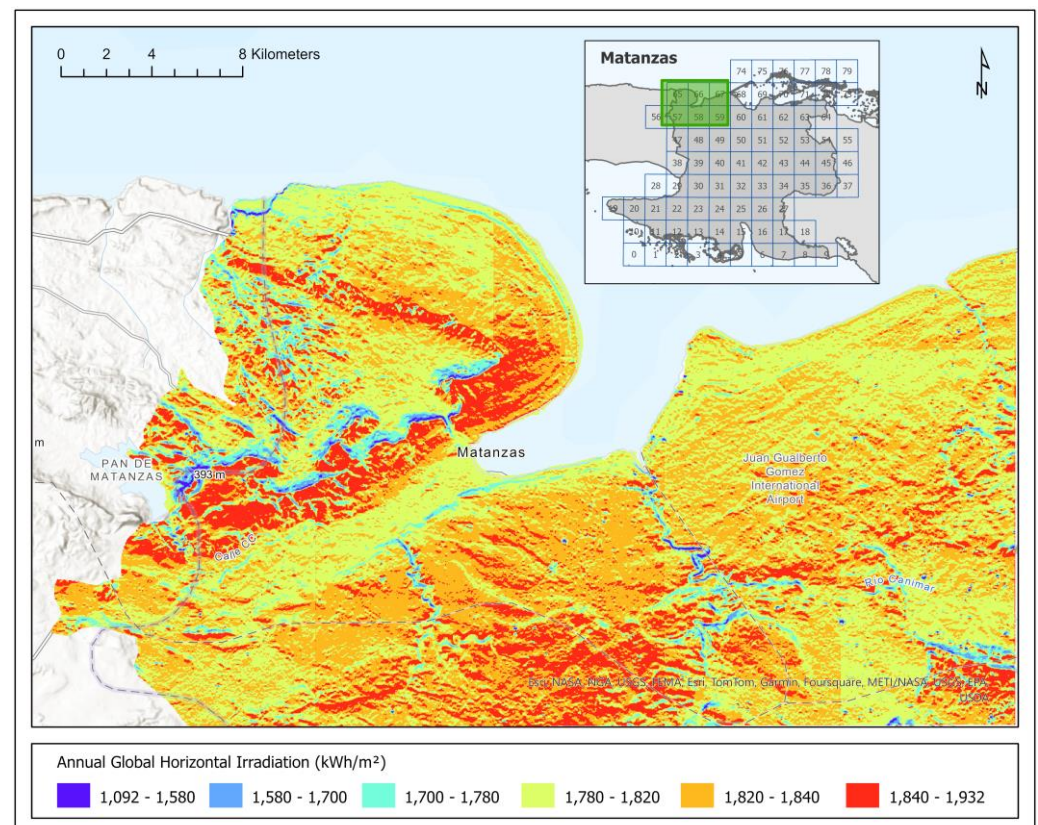 0 2 4 8 Kilometers
Matanzas
74 75 76 77 78 79
65 66 67 68 69 70 71
56 57 58 59 60 61 62 63 64
47 48 49 50 51 52 53 54 55
38 39 40 41 42 43 44 45 46
28 29 30 31 32 33 34 35 36 37
19 20 21 22 23 24 25 26 27
10 11 12 13 14 15 16 17 18
0 1 2 3 6 7 8 9
N
m
PAN DE
MATANZAS
393 m
Calle CC
Matanzas
Juan Gualberto
Gomez
International
Airport
Río Canimar
Esri, NASA, NGA, USGS, FEMA, Esri, TomTom, Garmin, Foursquare, METI/NASA, USGS, EPA,
USDA
Annual Global Horizontal Irradiation (kWh/m²)
1,092 - 1,580 1,580 - 1,700 1,700 - 1,780 1,780 - 1,820 1,820 - 1,840 1,840 - 1,932